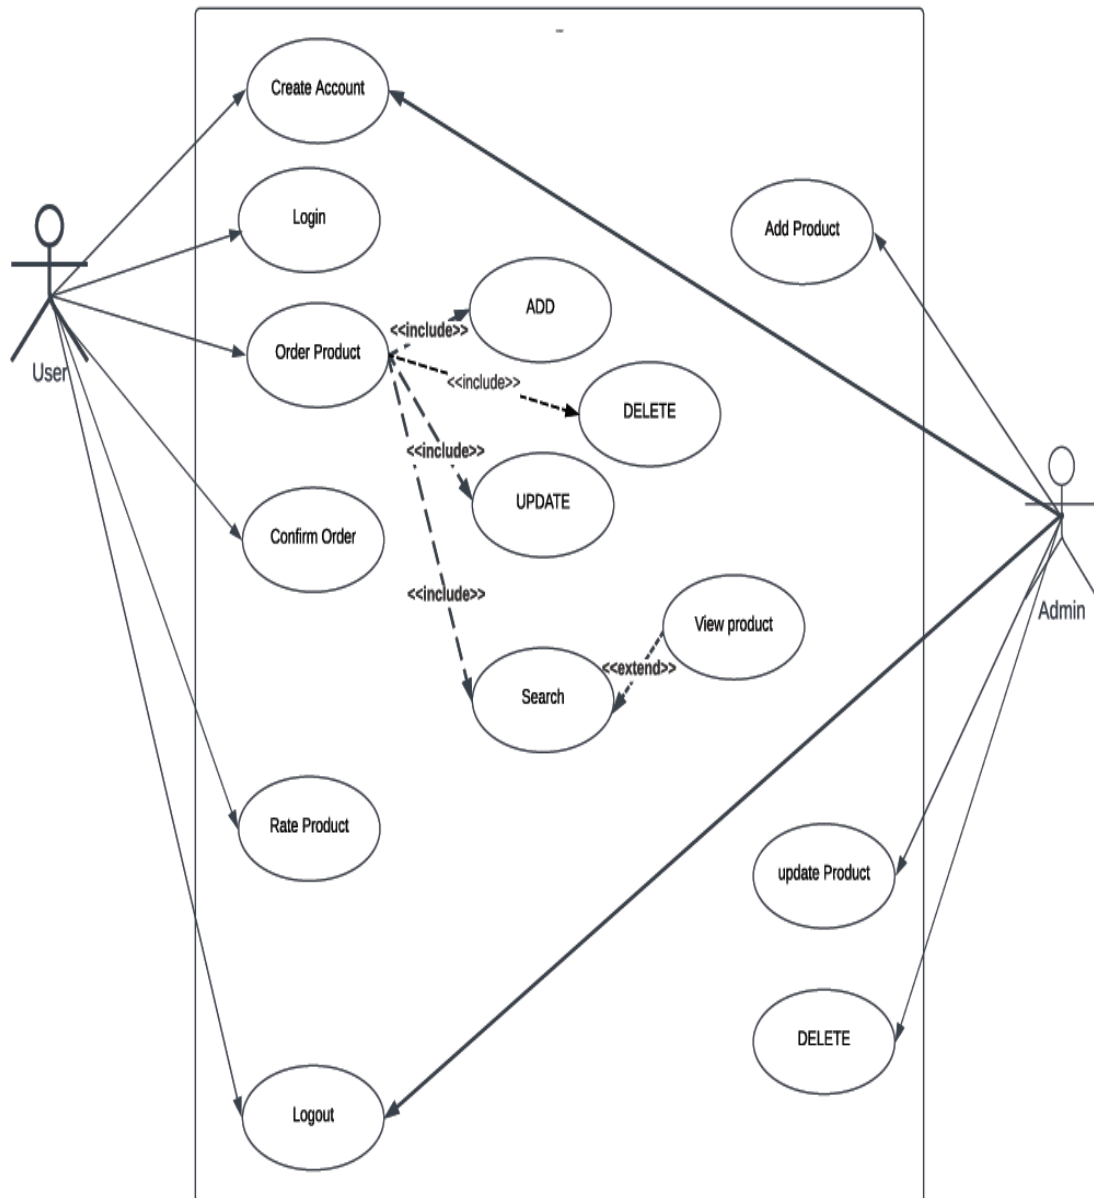 Create Account
Login
Add Product
ADD
<<include>>
Order Product
User
<<include>>
DELETE
<<include>>
UPDATE
Confirm Order
<<include>>
Admin
View product
<<extend>>
Search
Rate Product
update Product
DELETE
Logout